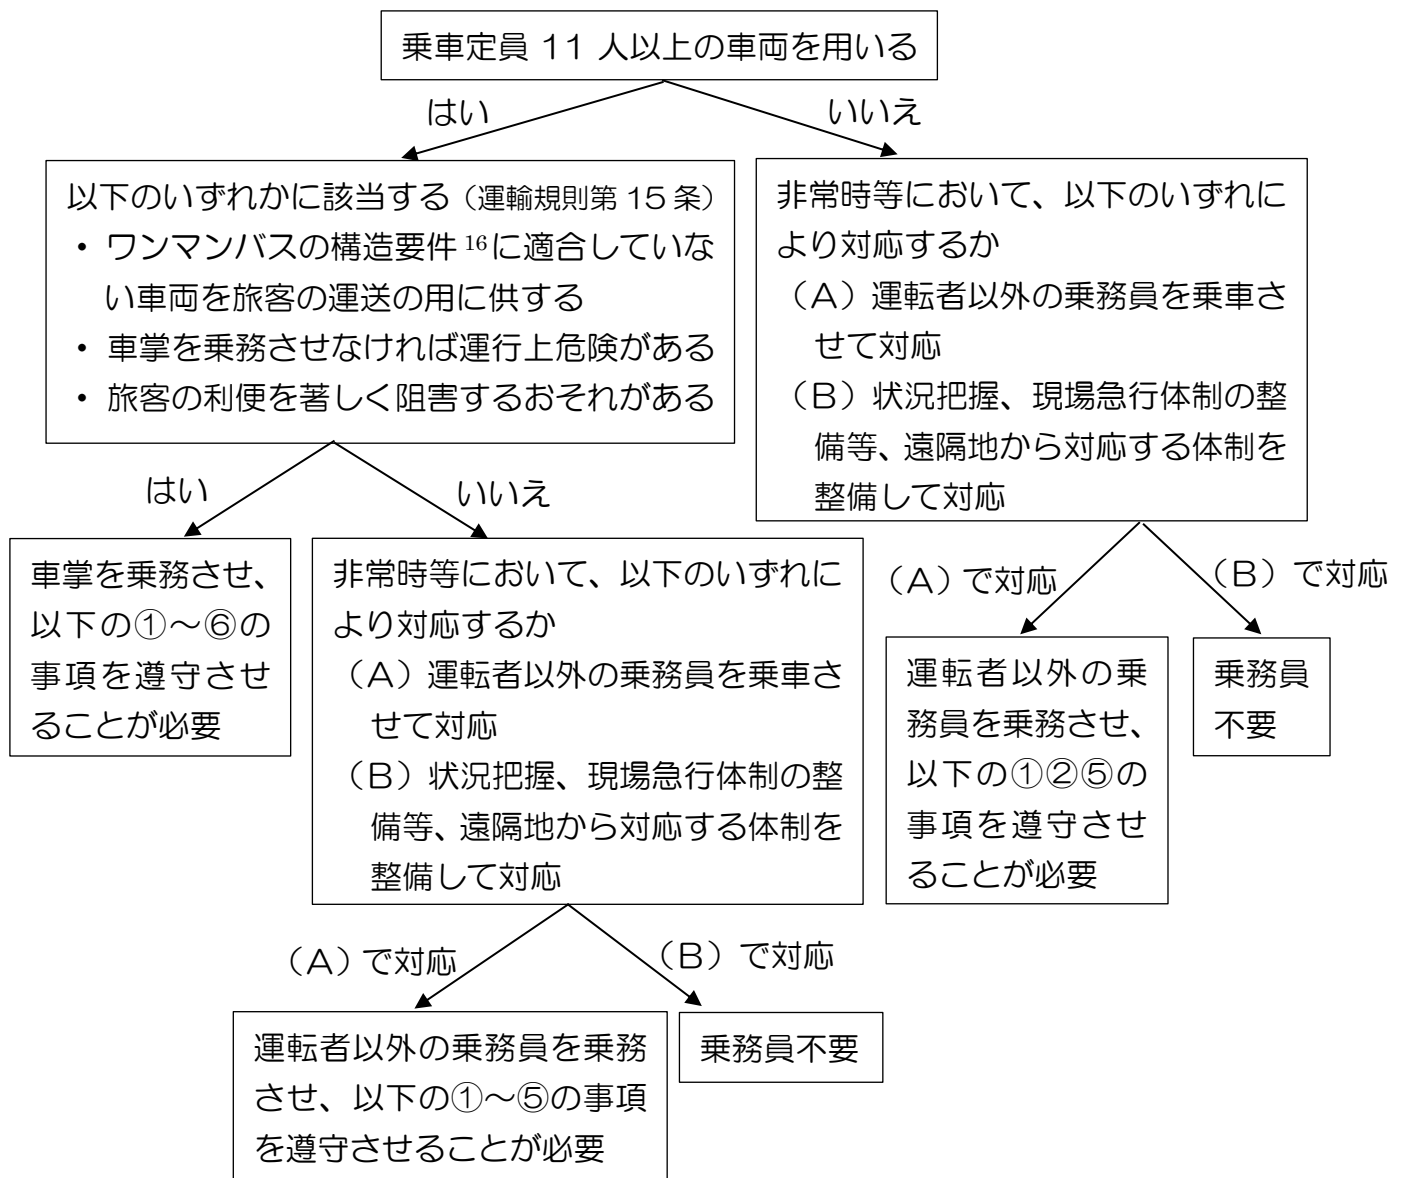 乗車定員 11 人以上の車両を用いる
はい
いいえ
以下のいずれかに該当する（運輸規則第 15 条）
・ ワンマンバスの構造要件 16 に適合していな
い車両を旅客の運送の用に供する
・ 車掌を乗務させなければ運行上危険がある
・ 旅客の利便を著しく阻害するおそれがある
非常時等において、以下のいずれに
より対応するか
（A）運転者以外の乗務員を乗車さ
せて対応
（B）状況把握、現場急行体制の整
備等、遠隔地から対応する体制を
整備して対応
はい
いいえ
車掌を乗務させ、
以下の①～⑥の
事項を遵守させ
ることが必要
非常時等において、以下のいずれに
より対応するか
（A）運転者以外の乗務員を乗車さ
せて対応
（B）状況把握、現場急行体制の整
備等、遠隔地から対応する体制を
整備して対応
（A）で対応
（B）で対応
運転者以外の乗
務員を乗務させ、
以下の①②⑤の
事項を遵守させ
ることが必要
乗務員
不要
（A）で対応
（B）で対応
運転者以外の乗務員を乗務
させ、以下の①～⑤の事項
を遵守させることが必要
乗務員不要